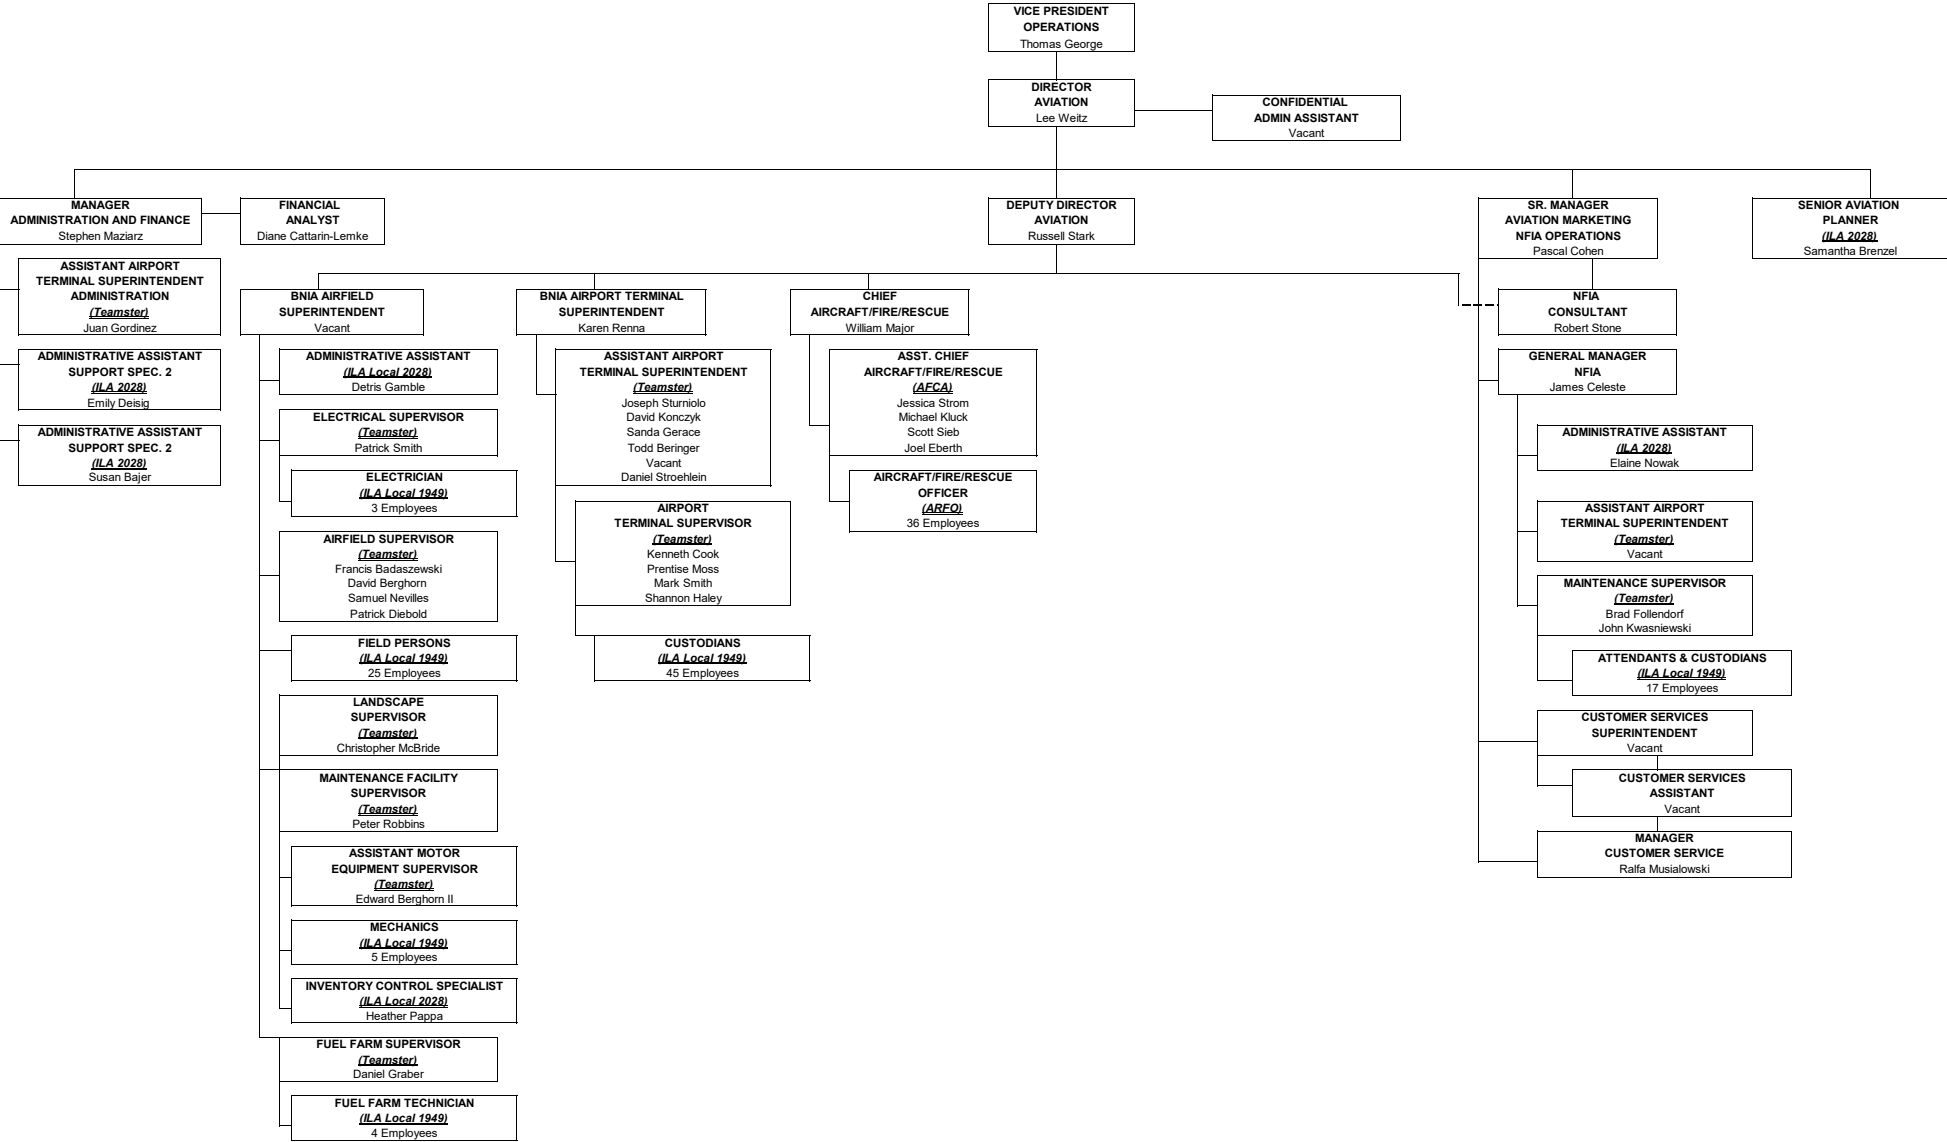 VICE PRESIDENT
OPERATIONS
Thomas George
DIRECTOR
AVIATION
Lee Weitz
CONFIDENTIAL
ADMIN ASSISTANT
Vacant
MANAGER
ADMINISTRATION AND FINANCE
Stephen Maziarz
FINANCIAL
ANALYST
Diane Cattarin-Lemke
DEPUTY DIRECTOR
AVIATION
Russell Stark
SR. MANAGER
AVIATION MARKETING
NFIA OPERATIONS
Pascal Cohen
SENIOR AVIATION
PLANNER
(ILA 2028)
Samantha Brenzel
ASSISTANT AIRPORT
TERMINAL SUPERINTENDENT
ADMINISTRATION
(Teamster)
Juan Gordinez
ADMINISTRATIVE ASSISTANT
SUPPORT SPEC. 2
(ILA 2028)
Emily Deisig
ADMINISTRATIVE ASSISTANT
SUPPORT SPEC. 2
(ILA 2028)
Susan Bajer
BNIA AIRFIELD
SUPERINTENDENT
Vacant
ADMINISTRATIVE ASSISTANT
(ILA Local 2028)
Detris Gamble
ELECTRICAL SUPERVISOR
(Teamster)
Patrick Smith
ELECTRICIAN
(ILA Local 1949)
3 Employees
AIRFIELD SUPERVISOR
(Teamster)
Francis Badaszewski
David Berghorn
Samuel Nevilles
Patrick Diebold
FIELD PERSONS
(ILA Local 1949)
25 Employees
LANDSCAPE
SUPERVISOR
(Teamster)
Christopher McBride
MAINTENANCE FACILITY
SUPERVISOR
(Teamster)
Peter Robbins
ASSISTANT MOTOR
EQUIPMENT SUPERVISOR
(Teamster)
Edward Berghorn II
MECHANICS
(ILA Local 1949)
5 Employees
INVENTORY CONTROL SPECIALIST
(ILA Local 2028)
Heather Pappa
FUEL FARM SUPERVISOR
(Teamster)
Daniel Graber
FUEL FARM TECHNICIAN
(ILA Local 1949)
4 Employees
BNIA AIRPORT TERMINAL
SUPERINTENDENT
Karen Renna
ASSISTANT AIRPORT
TERMINAL SUPERINTENDENT
(Teamster)
Joseph Sturniolo
David Konczyk
Sanda Gerace
Todd Beringer
Vacant
Daniel Stroehlein
AIRPORT
TERMINAL SUPERVISOR
(Teamster)
Kenneth Cook
Prentise Moss
Mark Smith
Shannon Haley
CUSTODIANS
(ILA Local 1949)
45 Employees
CHIEF
AIRCRAFT/FIRE/RESCUE
William Major
ASST. CHIEF
AIRCRAFT/FIRE/RESCUE
(AFCA)
Jessica Strom
Michael Kluck
Scott Sieb
Joel Eberth
AIRCRAFT/FIRE/RESCUE
OFFICER
(ARFO)
36 Employees
NFIA
CONSULTANT
Robert Stone
GENERAL MANAGER
NFIA
James Celeste
ADMINISTRATIVE ASSISTANT
(ILA 2028)
Elaine Nowak
ASSISTANT AIRPORT
TERMINAL SUPERINTENDENT
(Teamster)
Vacant
MAINTENANCE SUPERVISOR
(Teamster)
Brad Follendorf
John Kwasniewski
ATTENDANTS & CUSTODIANS
(ILA Local 1949)
17 Employees
CUSTOMER SERVICES
SUPERINTENDENT
Vacant
CUSTOMER SERVICES
ASSISTANT
Vacant
MANAGER
CUSTOMER SERVICE
Ralfa Musialowski